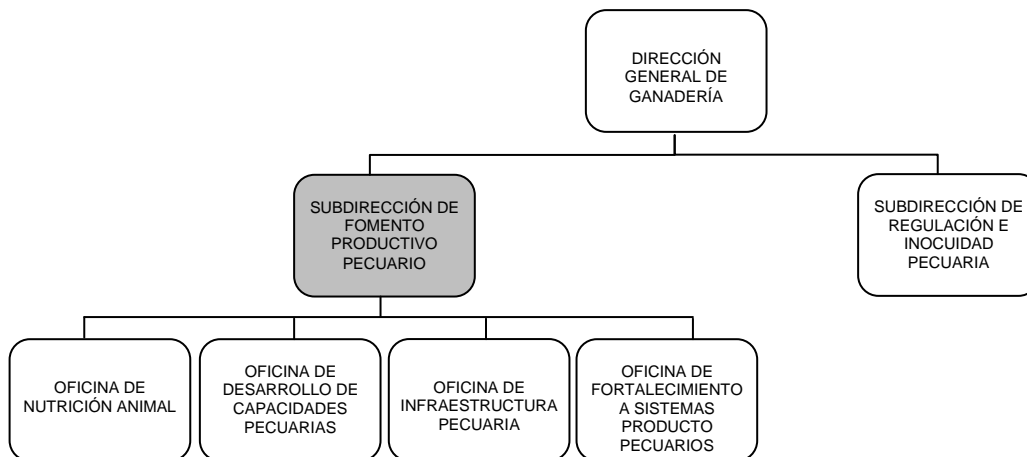 DIRECCIÓN
GENERAL DE
GANADERÍA
SUBDIRECCIÓN DE
FOMENTO
PRODUCTIVO
PECUARIO
SUBDIRECCIÓN DE
REGULACIÓN E
INOCUIDAD
PECUARIA
OFICINA DE
NUTRICIÓN ANIMAL
OFICINA DE
DESARROLLO DE
CAPACIDADES
PECUARIAS
OFICINA DE
INFRAESTRUCTURA
PECUARIA
OFICINA DE
FORTALECIMIENTO
A SISTEMAS
PRODUCTO
PECUARIOS